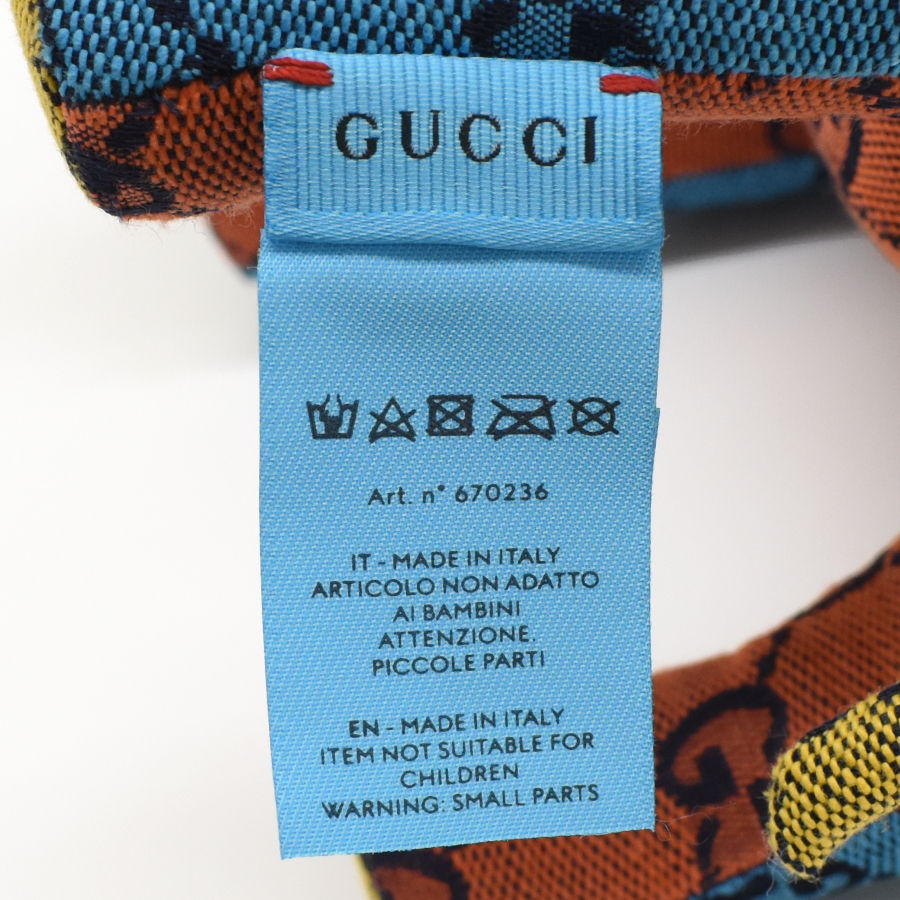 GUCCI
Art. n° 670236
IT - MADE IN ITALY
ARTICOLO NON ADATTO
AI BAMBINI
ATTENZIONE.
PICCOLE PARTI
EN - MADE IN ITALY
ITEM NOT SUITABLE FOR
CHILDREN
WARNING: SMALL PARTS